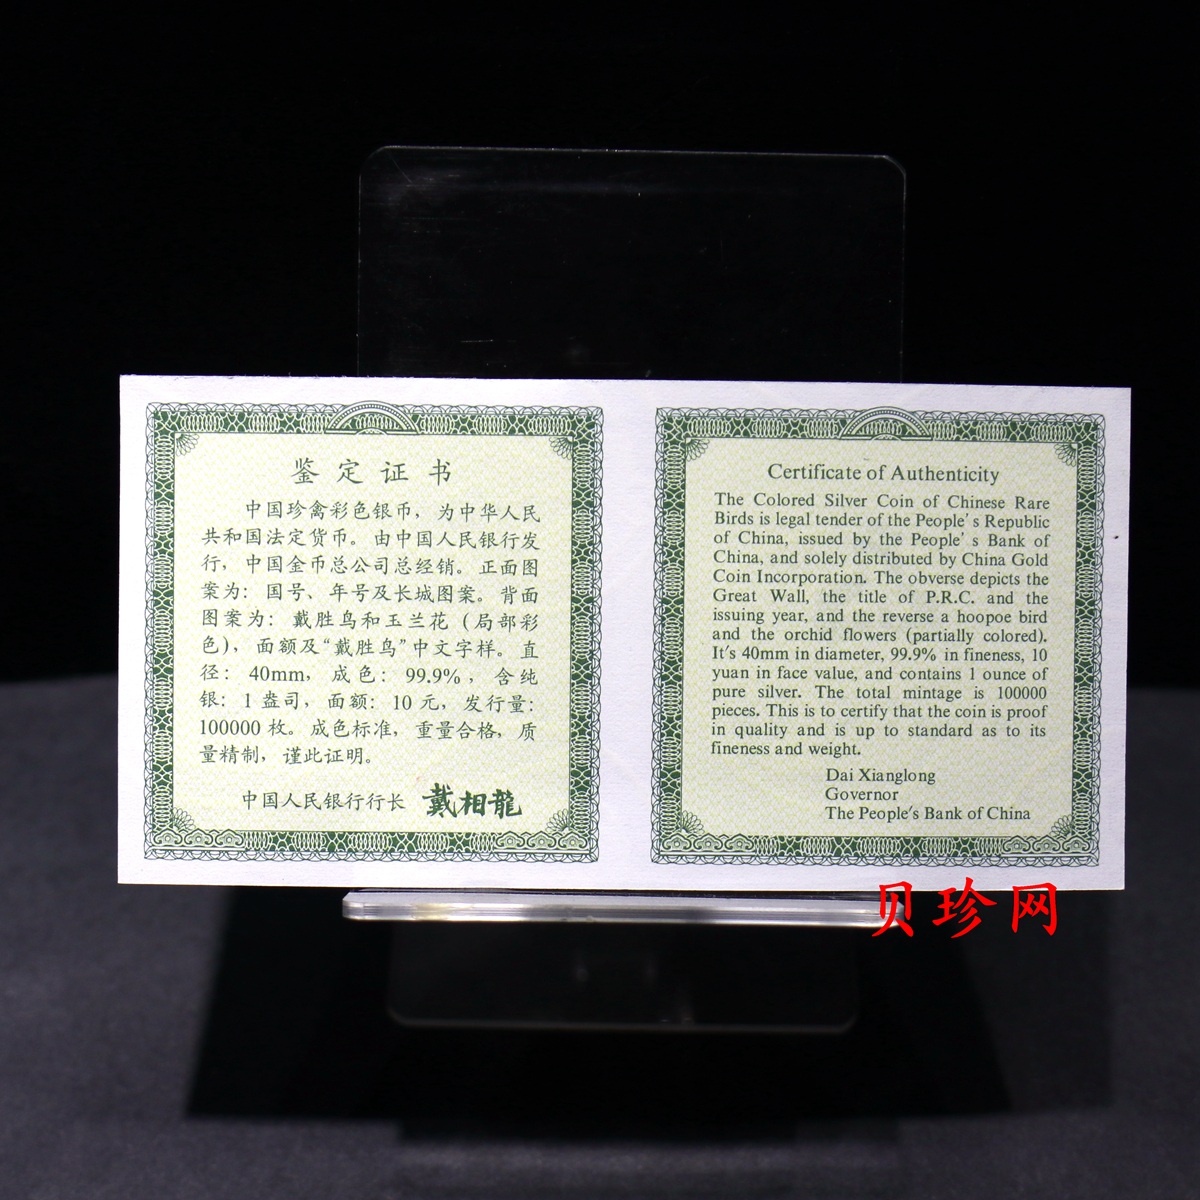 鉴定证书
中国珍禽彩色银币，为中华人民
共和国法定货币。由中国人民银行发
行，中国金币总公司总经销。正面图
案为：国号、年号及长城图案。背面
图案为：戴胜鸟和玉兰花（局部彩
色），面额及“戴胜鸟”中文字样。直
径：40mm，成色：99.9%，含纯
银：1盎司，面额：10元，发行量：
100000枚。成色标准，重量合格，质
量精制，谨此证明。
中国人民银行行长 戴相龍
Certificate of Authenticity
The Colored Silver Coin of Chinese Rare
Birds is legal tender of the People's Republic
of China, issued by the People's Bank of
China, and solely distributed by China Gold
Coin Incorporation. The obverse depicts the
Great Wall, the title of P.R.C. and the
issuing year, and the reverse a hoopoe bird
and the orchid flowers (partially colored).
It's 40mm in diameter, 99.9% in fineness, 10
yuan in face value, and contains 1 ounce of
pure silver. The total mintage is 100000
pieces. This is to certify that the coin is proof
in quality and is up to standard as to its
fineness and weight.
Dai Xianglong
Governor
The People's Bank of China
贝珍网